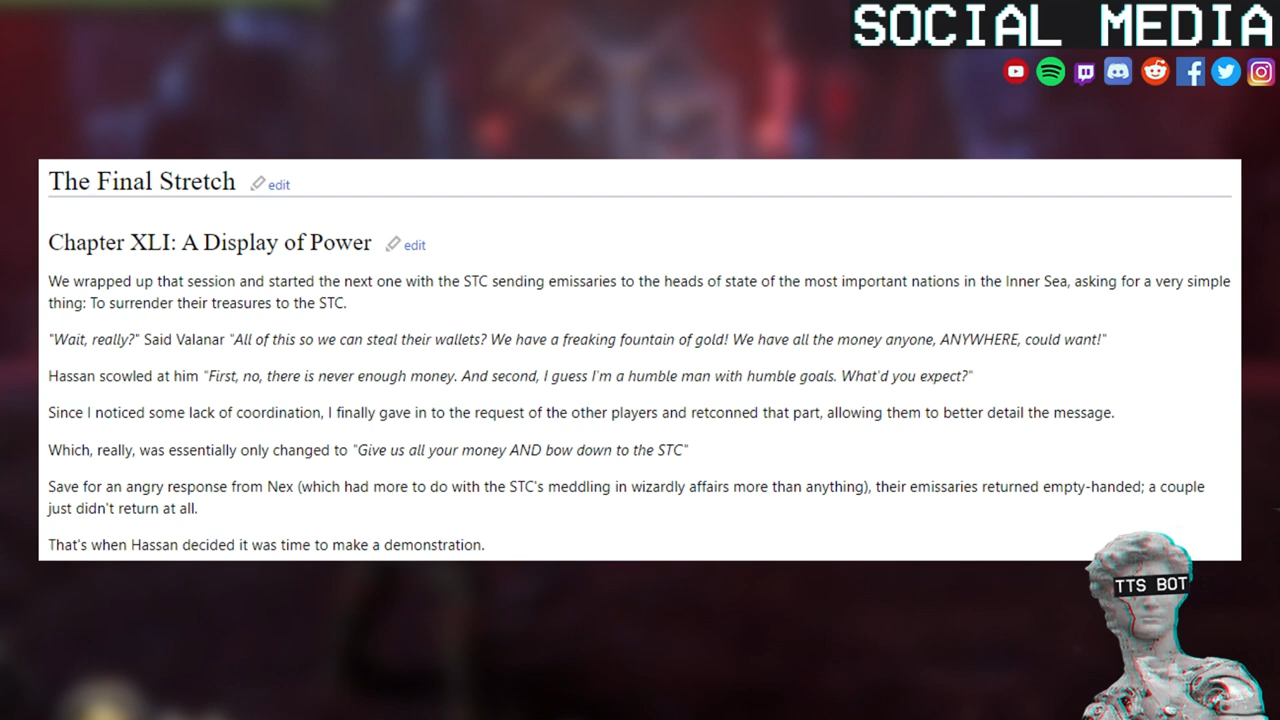 SOCIAL MEDIA
The Final Stretch edit
Chapter XLI: A Display of Power edit
We wrapped up that session and started the next one with the STC sending emissaries to the heads of state of the most important nations in the Inner Sea, asking for a very simple
thing: To surrender their treasures to the STC.
"Wait, really?" Said Valanar "All of this so we can steal their wallets? We have a freaking fountain of gold! We have all the money anyone, ANYWHERE, could want!"
Hassan scowled at him "First, no, there is never enough money. And second, I guess I'm a humble man with humble goals. What'd you expect?"
Since I noticed some lack of coordination, I finally gave in to the request of the other players and retconned that part, allowing them to better detail the message.
Which, really, was essentially only changed to "Give us all your money AND bow down to the STC"
Save for an angry response from Nex (which had more to do with the STC's meddling in wizardly affairs more than anything), their emissaries returned empty-handed; a couple
just didn't return at all.
That's when Hassan decided it was time to make a demonstration.
TTS BOT